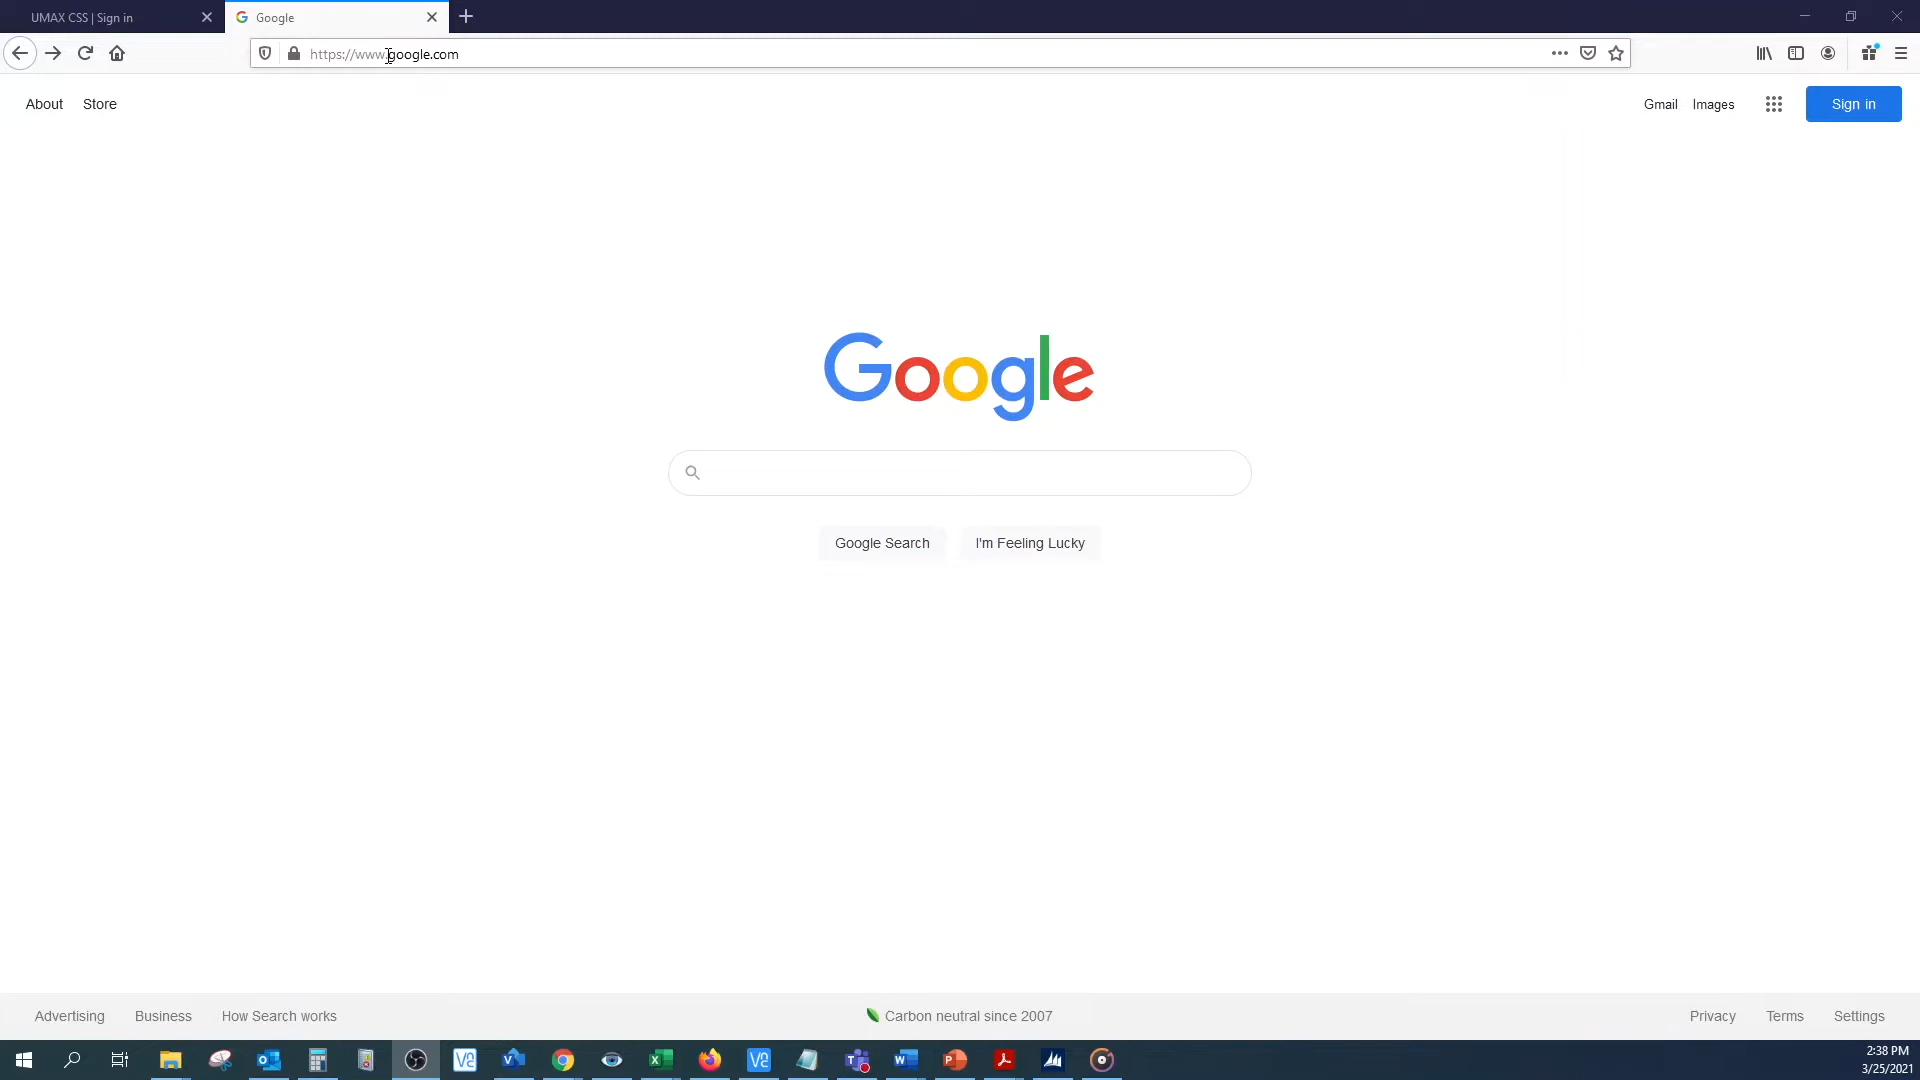 UMAX CSS | Sign in
Google
https://www.google.com
About
Store
Gmail
Images
Sign in
Google
Google Search
I'm Feeling Lucky
Advertising
Business
How Search works
Carbon neutral since 2007
Privacy
Terms
Settings
2:38 PM
3/25/2021